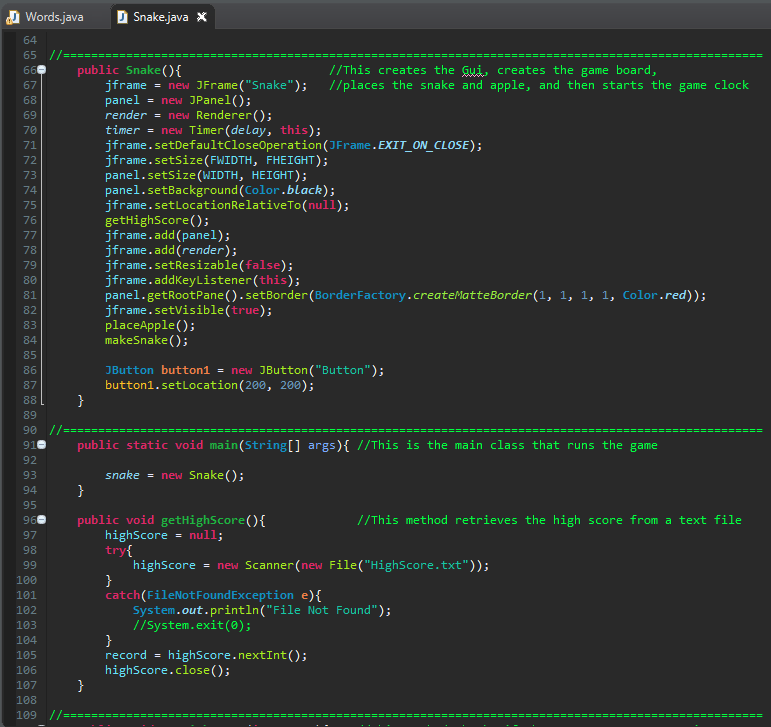 Words.java Snake.java
64
65 //====================================================================================================
66 public Snake(){ //This creates the Gui, creates the game board,
67 jframe = new JFrame("Snake"); //places the snake and apple, and then starts the game clock
68 panel = new JPanel();
69 render = new Renderer();
70 timer = new Timer(delay, this);
71 jframe.setDefaultCloseOperation(JFrame.EXIT_ON_CLOSE);
72 jframe.setSize(FWIDTH, FHEIGHT);
73 panel.setSize(WIDTH, HEIGHT);
74 panel.setBackground(Color.black);
75 jframe.setLocationRelativeTo(null);
76 getHighScore();
77 jframe.add(panel);
78 jframe.add(render);
79 jframe.setResizable(false);
80 jframe.addKeyListener(this);
81 panel.getRootPane().setBorder(BorderFactory.createMatteBorder(1, 1, 1, 1, Color.red));
82 jframe.setVisible(true);
83 placeApple();
84 makeSnake();
85
86 JButton button1 = new JButton("Button");
87 button1.setLocation(200, 200);
88 }
89
90 //====================================================================================================
91 public static void main(String[] args){ //This is the main class that runs the game
92
93 snake = new Snake();
94 }
95
96 public void getHighScore(){ //This method retrieves the high score from a text file
97 highScore = null;
98 try{
99 highScore = new Scanner(new File("HighScore.txt"));
100 }
101 catch(FileNotFoundException e){
102 System.out.println("File Not Found");
103 //System.exit(0);
104 }
105 record = highScore.nextInt();
106 highScore.close();
107 }
108
109 //====================================================================================================